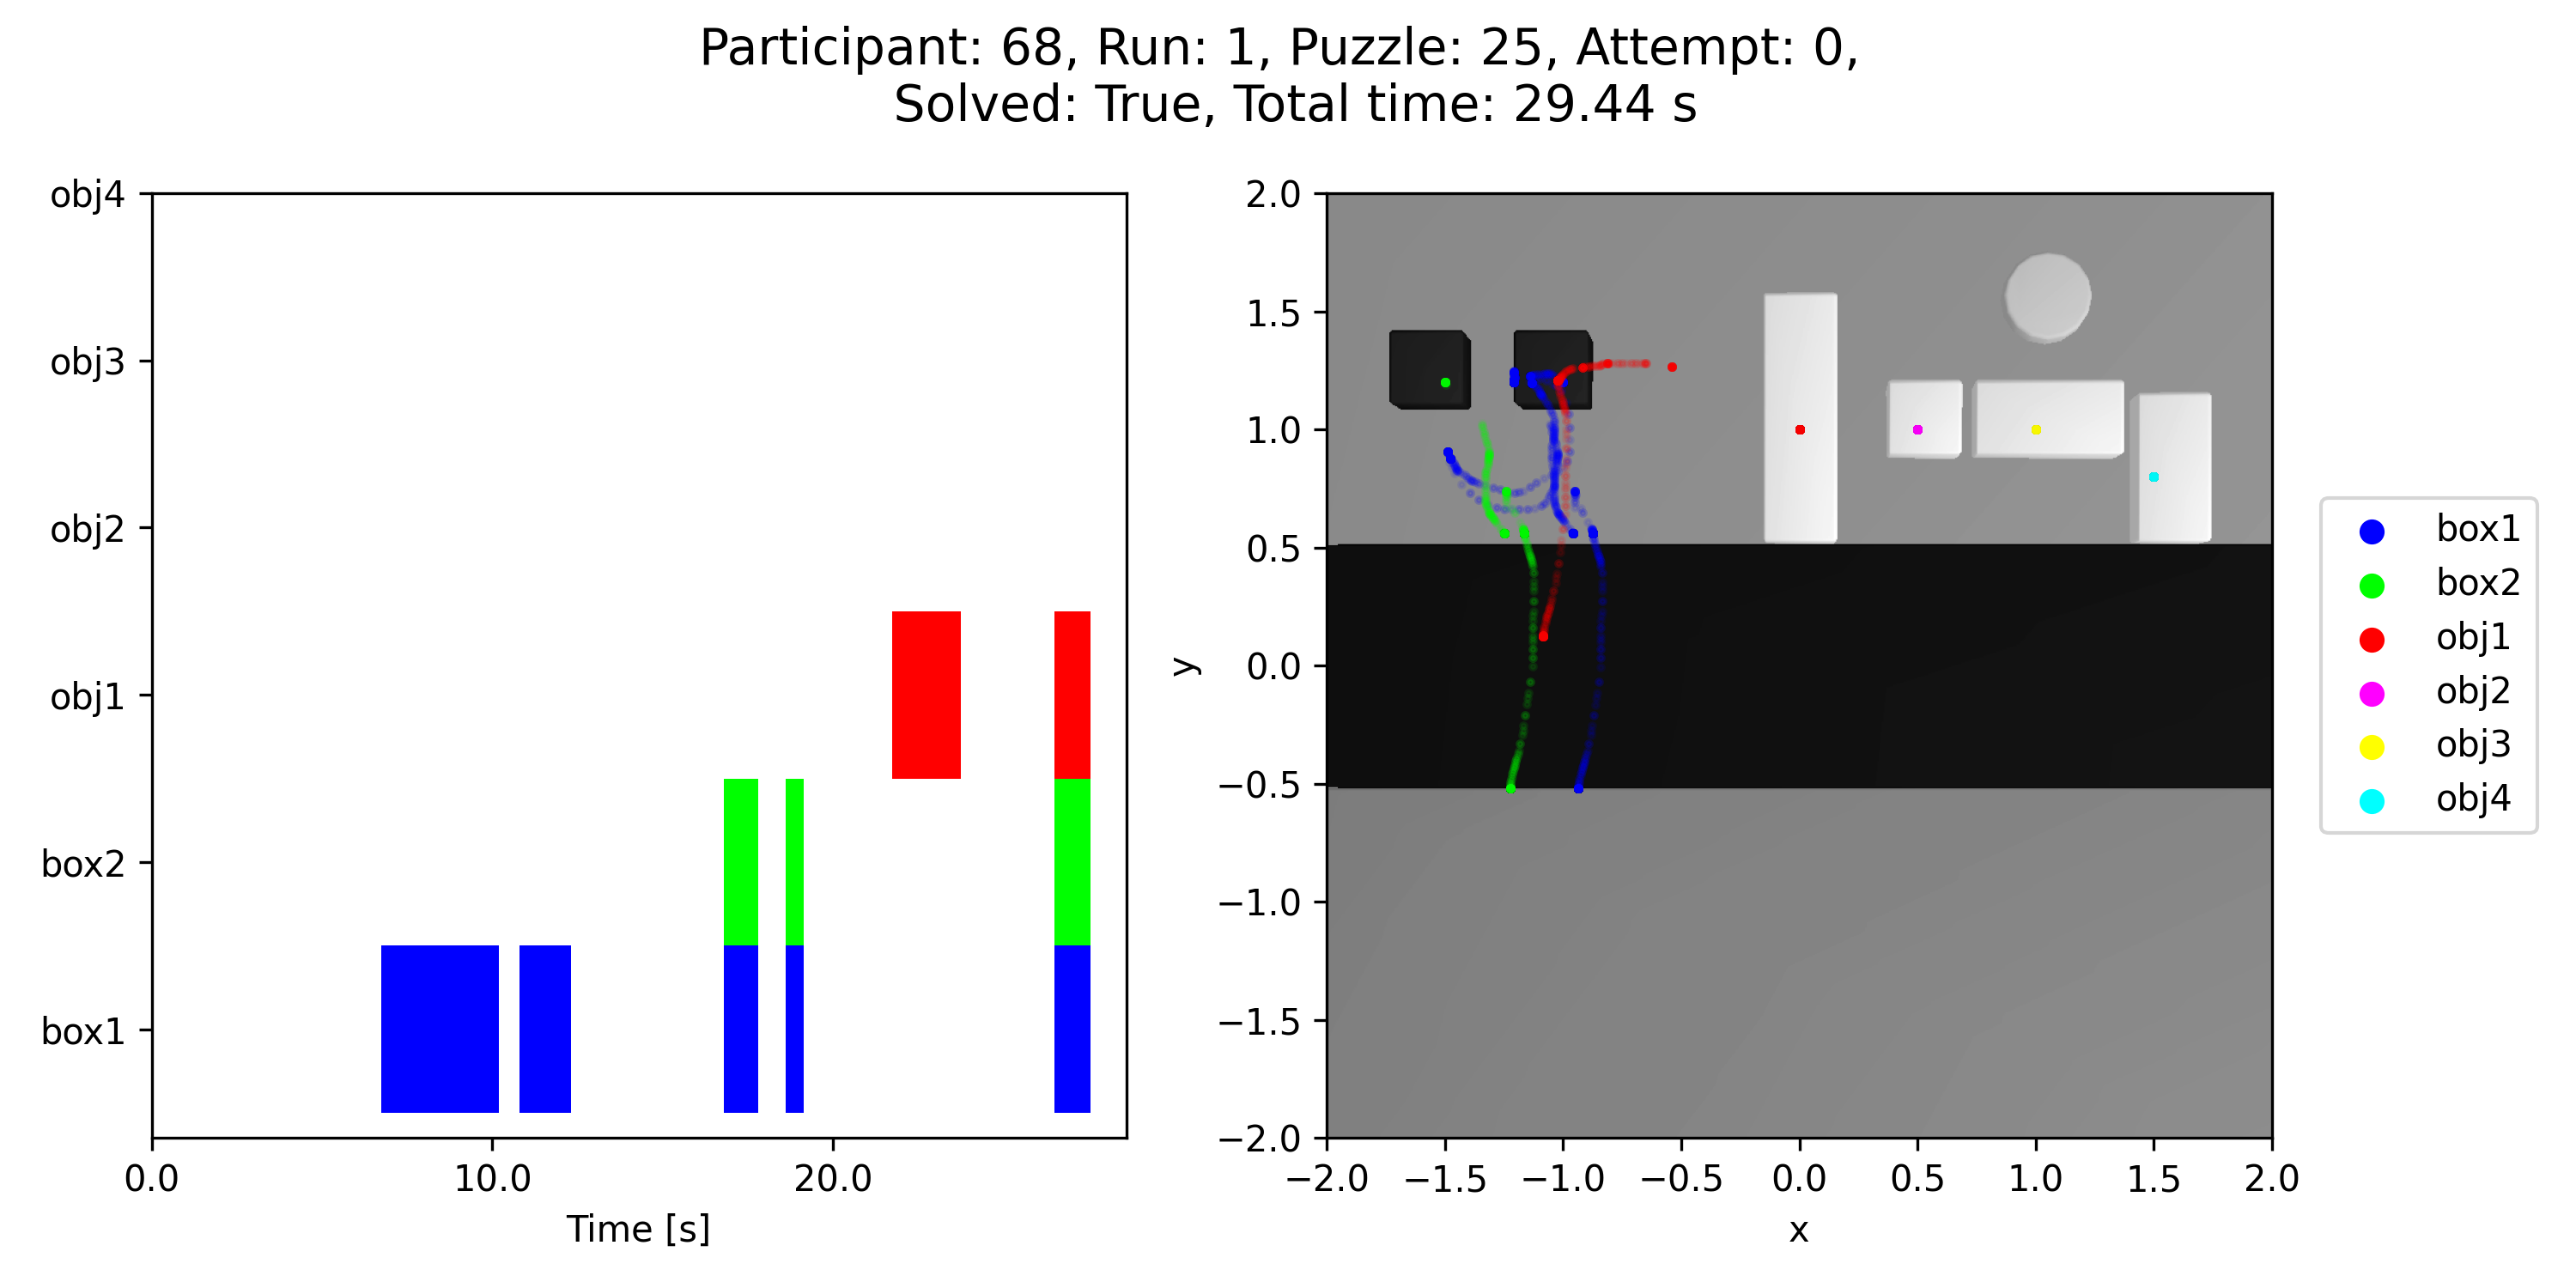 Participant: 68, Run: 1, Puzzle: 25, Attempt: 0,
Solved: True, Total time: 29.44 s
obj4
obj3
obj2
obj1
box2
box1
0.0
10.0
20.0
Time [s]
2.0
1.5
1.0
0.5
0.0
−0.5
−1.0
−1.5
−2.0
y
−2.0
−1.5
−1.0
−0.5
0.0
0.5
1.0
1.5
2.0
x
box1
box2
obj1
obj2
obj3
obj4